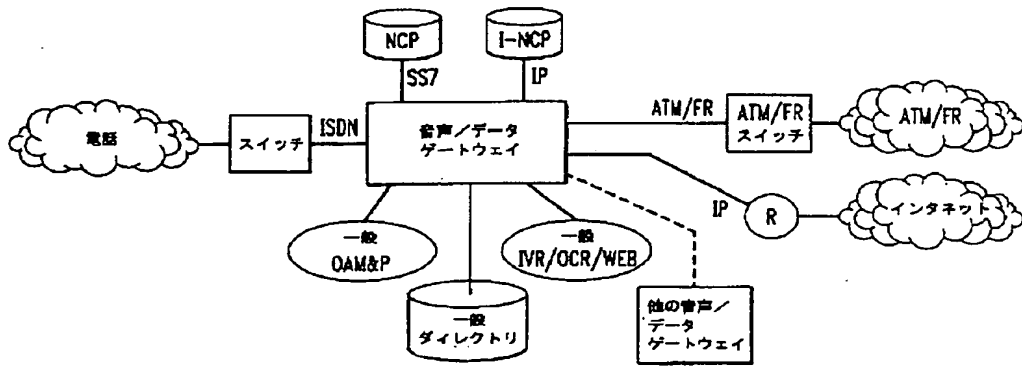 NCP
I-NCP
SS7
IP
電話
スイッチ
ISDN
音声／データ
ゲートウェイ
ATM/FR
ATM/FR
スイッチ
ATM/FR
IP
R
インタネット
一般
OAM&P
一般
IVR/OCR/WEB
一般
ダイレクトリ
他の音声／
データ
ゲートウェイ